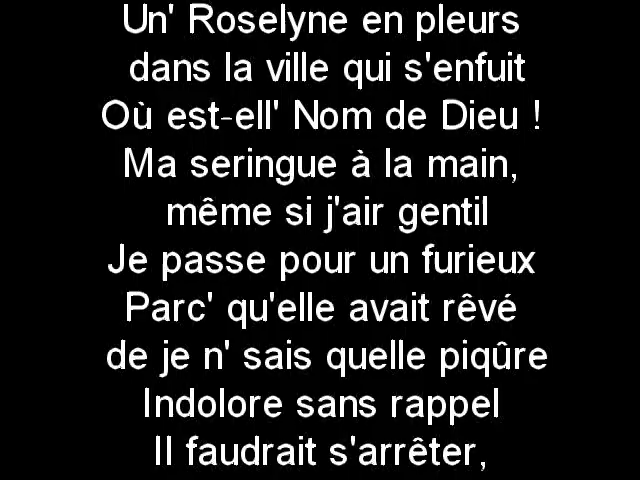 Un' Roselyne en pleurs
dans la ville qui s'enfuit
Où est-ell' Nom de Dieu !
Ma seringue à la main,
même si j'air gentil
Je passe pour un furieux
Parc' qu'elle avait rêvé
de je n' sais quelle piqûre
Indolore sans rappel
Il faudrait s'arrêter,